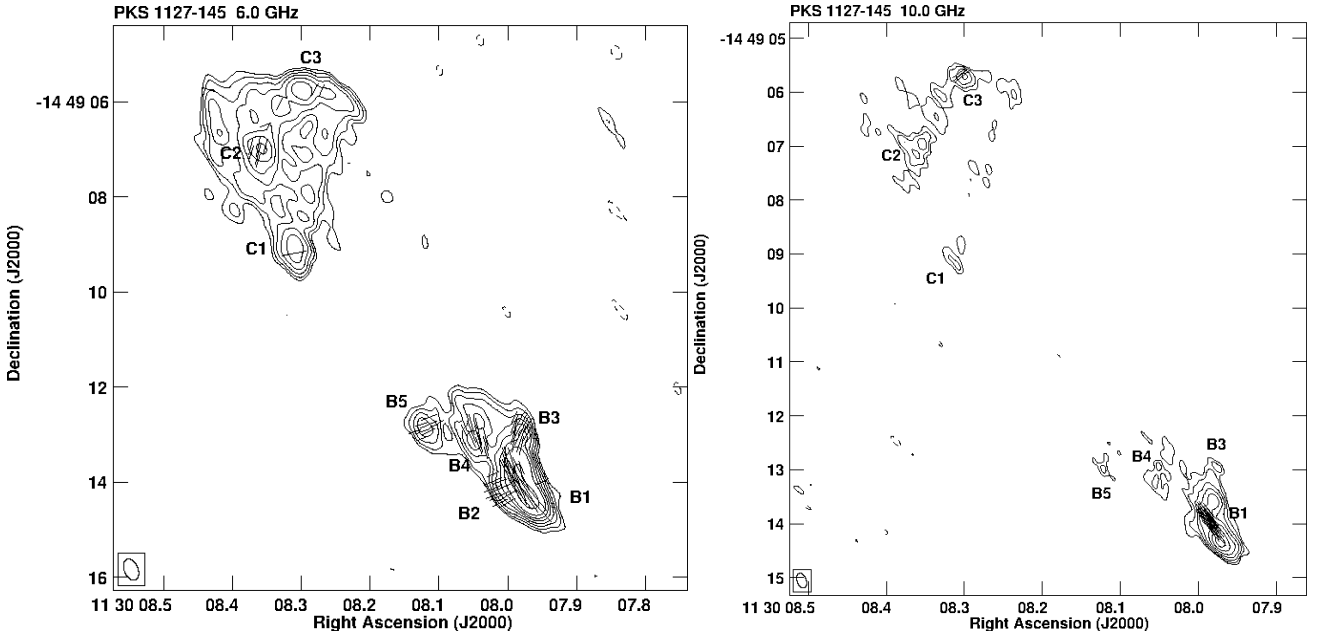 PKS 1127-145 6.0 GHz
C3
-14 49 06
C2
08
C1
10
Declination (J2000)
12
B5
B3
B4
14
B1
B2
16
11 30 08.5 08.4 08.3 08.2 08.1 08.0 07.9 07.8
Right Ascension (J2000)
PKS 1127-145 10.0 GHz
-14 49 05
06
C3
07
C2
08
09
C1
10
Declination (J2000)
11
12
B4
B3
13
B5
B1
14
15
11 30 08.5 08.4 08.3 08.2 08.1 08.0 07.9
Right Ascension (J2000)